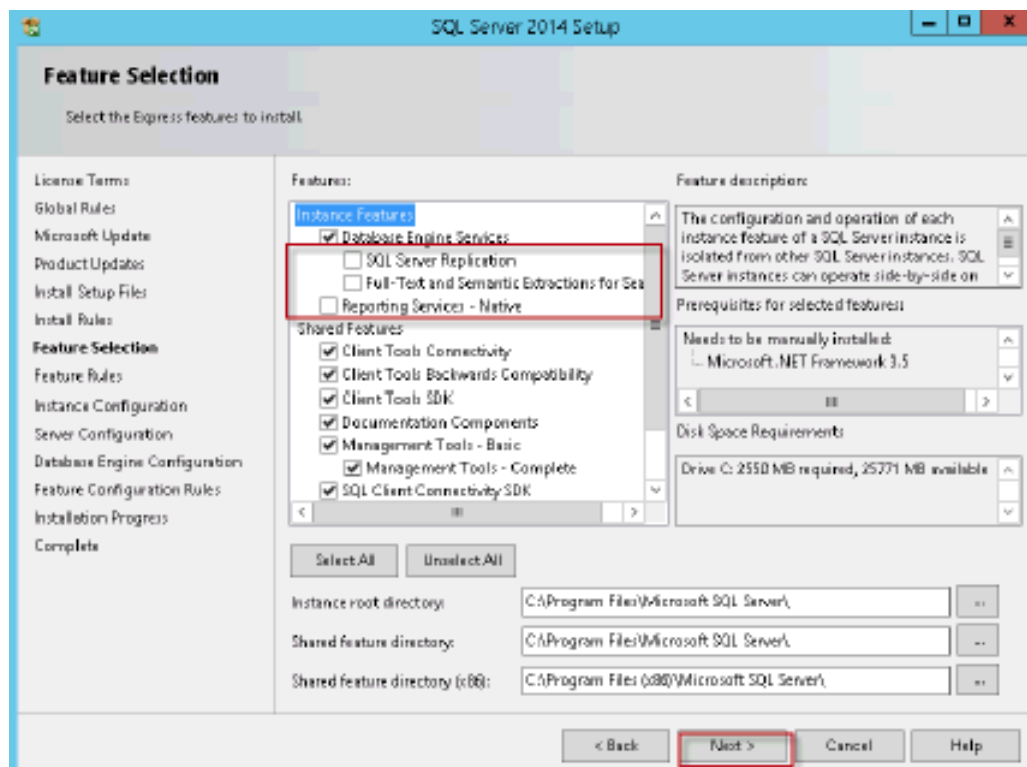 SQL Server 2014 Setup
Feature Selection
Select the Express features to install.
License Terms
Global Rules
Microsoft Update
Product Updates
Install Setup Files
Install Rules
Feature Selection
Feature Rules
Instance Configuration
Server Configuration
Database Engine Configuration
Feature Configuration Rules
Installation Progress
Complete
Features:
Instance Features
Database Engine Services
SQL Server Replication
Full-Text and Semantic Extractions for Sea
Reporting Services - Native
Shared Features
Client Tools Connectivity
Client Tools Backwards Compatibility
Client Tools SDK
Documentation Components
Management Tools - Basic
Management Tools - Complete
SQL Client Connectivity SDK
Feature description:
The configuration and operation of each
instance feature of a SQL Server instance is
isolated from other SQL Server instances. SQL
Server instances can operate side-by-side on
Prerequisites for selected features:
Needs to be manually installed:
Microsoft .NET Framework 3.5
Disk Space Requirements
Drive C: 2550 MB required, 25771 MB available
Select All
Unselect All
Instance root directory:
C:\Program Files\Microsoft SQL Server\
...
Shared feature directory:
C:\Program Files\Microsoft SQL Server\
...
Shared feature directory (x86):
C:\Program Files (x86)\Microsoft SQL Server\
...
< Back
Next >
Cancel
Help